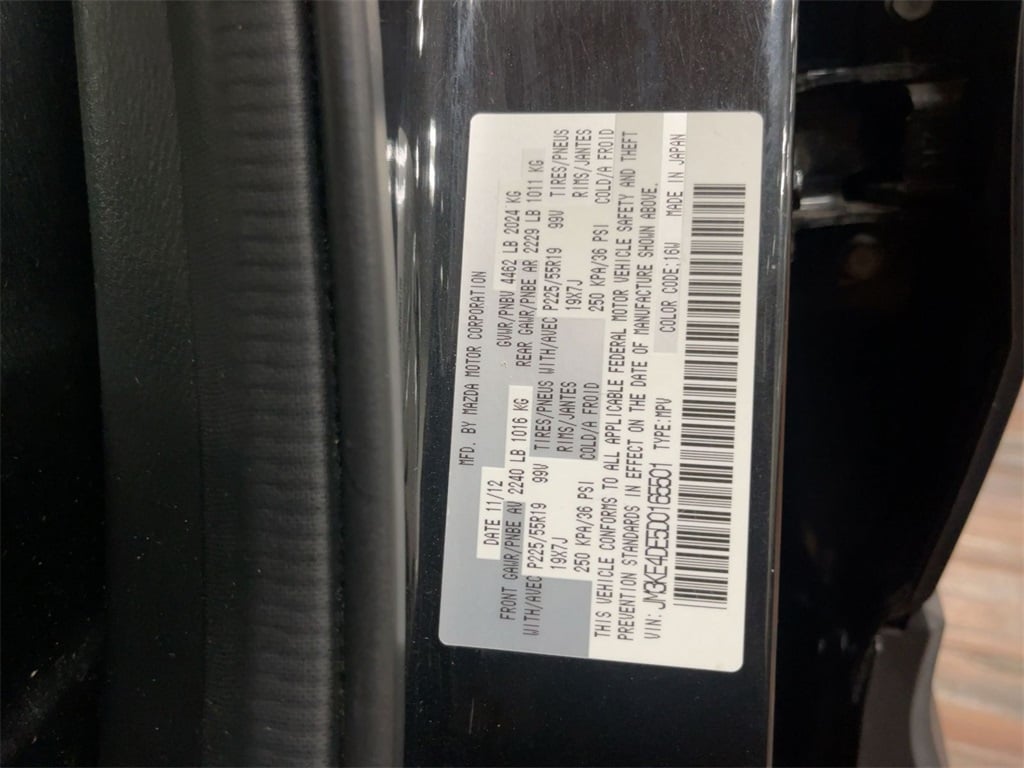 MFD. BY MAZDA MOTOR CORPORATION
DATE 11/12 GVWR/PNBV 4462 LB 2024 KG
FRONT GAWR/PNBE AV 2240 LB 1016 KG REAR GAWR/PNBE AR 2229 LB 1011 KG
WITH/AVEC P225/55R19 99V TIRES/PNEUS WITH/AVEC P225/55R19 99V TIRES/PNEUS
19X7J RIMS/JANTES 19X7J RIMS/JANTES
250 KPA/36 PSI COLD/A FROID 250 KPA/36 PSI COLD/A FROID
THIS VEHICLE CONFORMS TO ALL APPLICABLE FEDERAL MOTOR VEHICLE SAFETY AND THEFT
PREVENTION STANDARDS IN EFFECT ON THE DATE OF MANUFACTURE SHOWN ABOVE.
VIN: JM3KE4DE5D0165501 TYPE:MPV COLOR CODE:16W MADE IN JAPAN